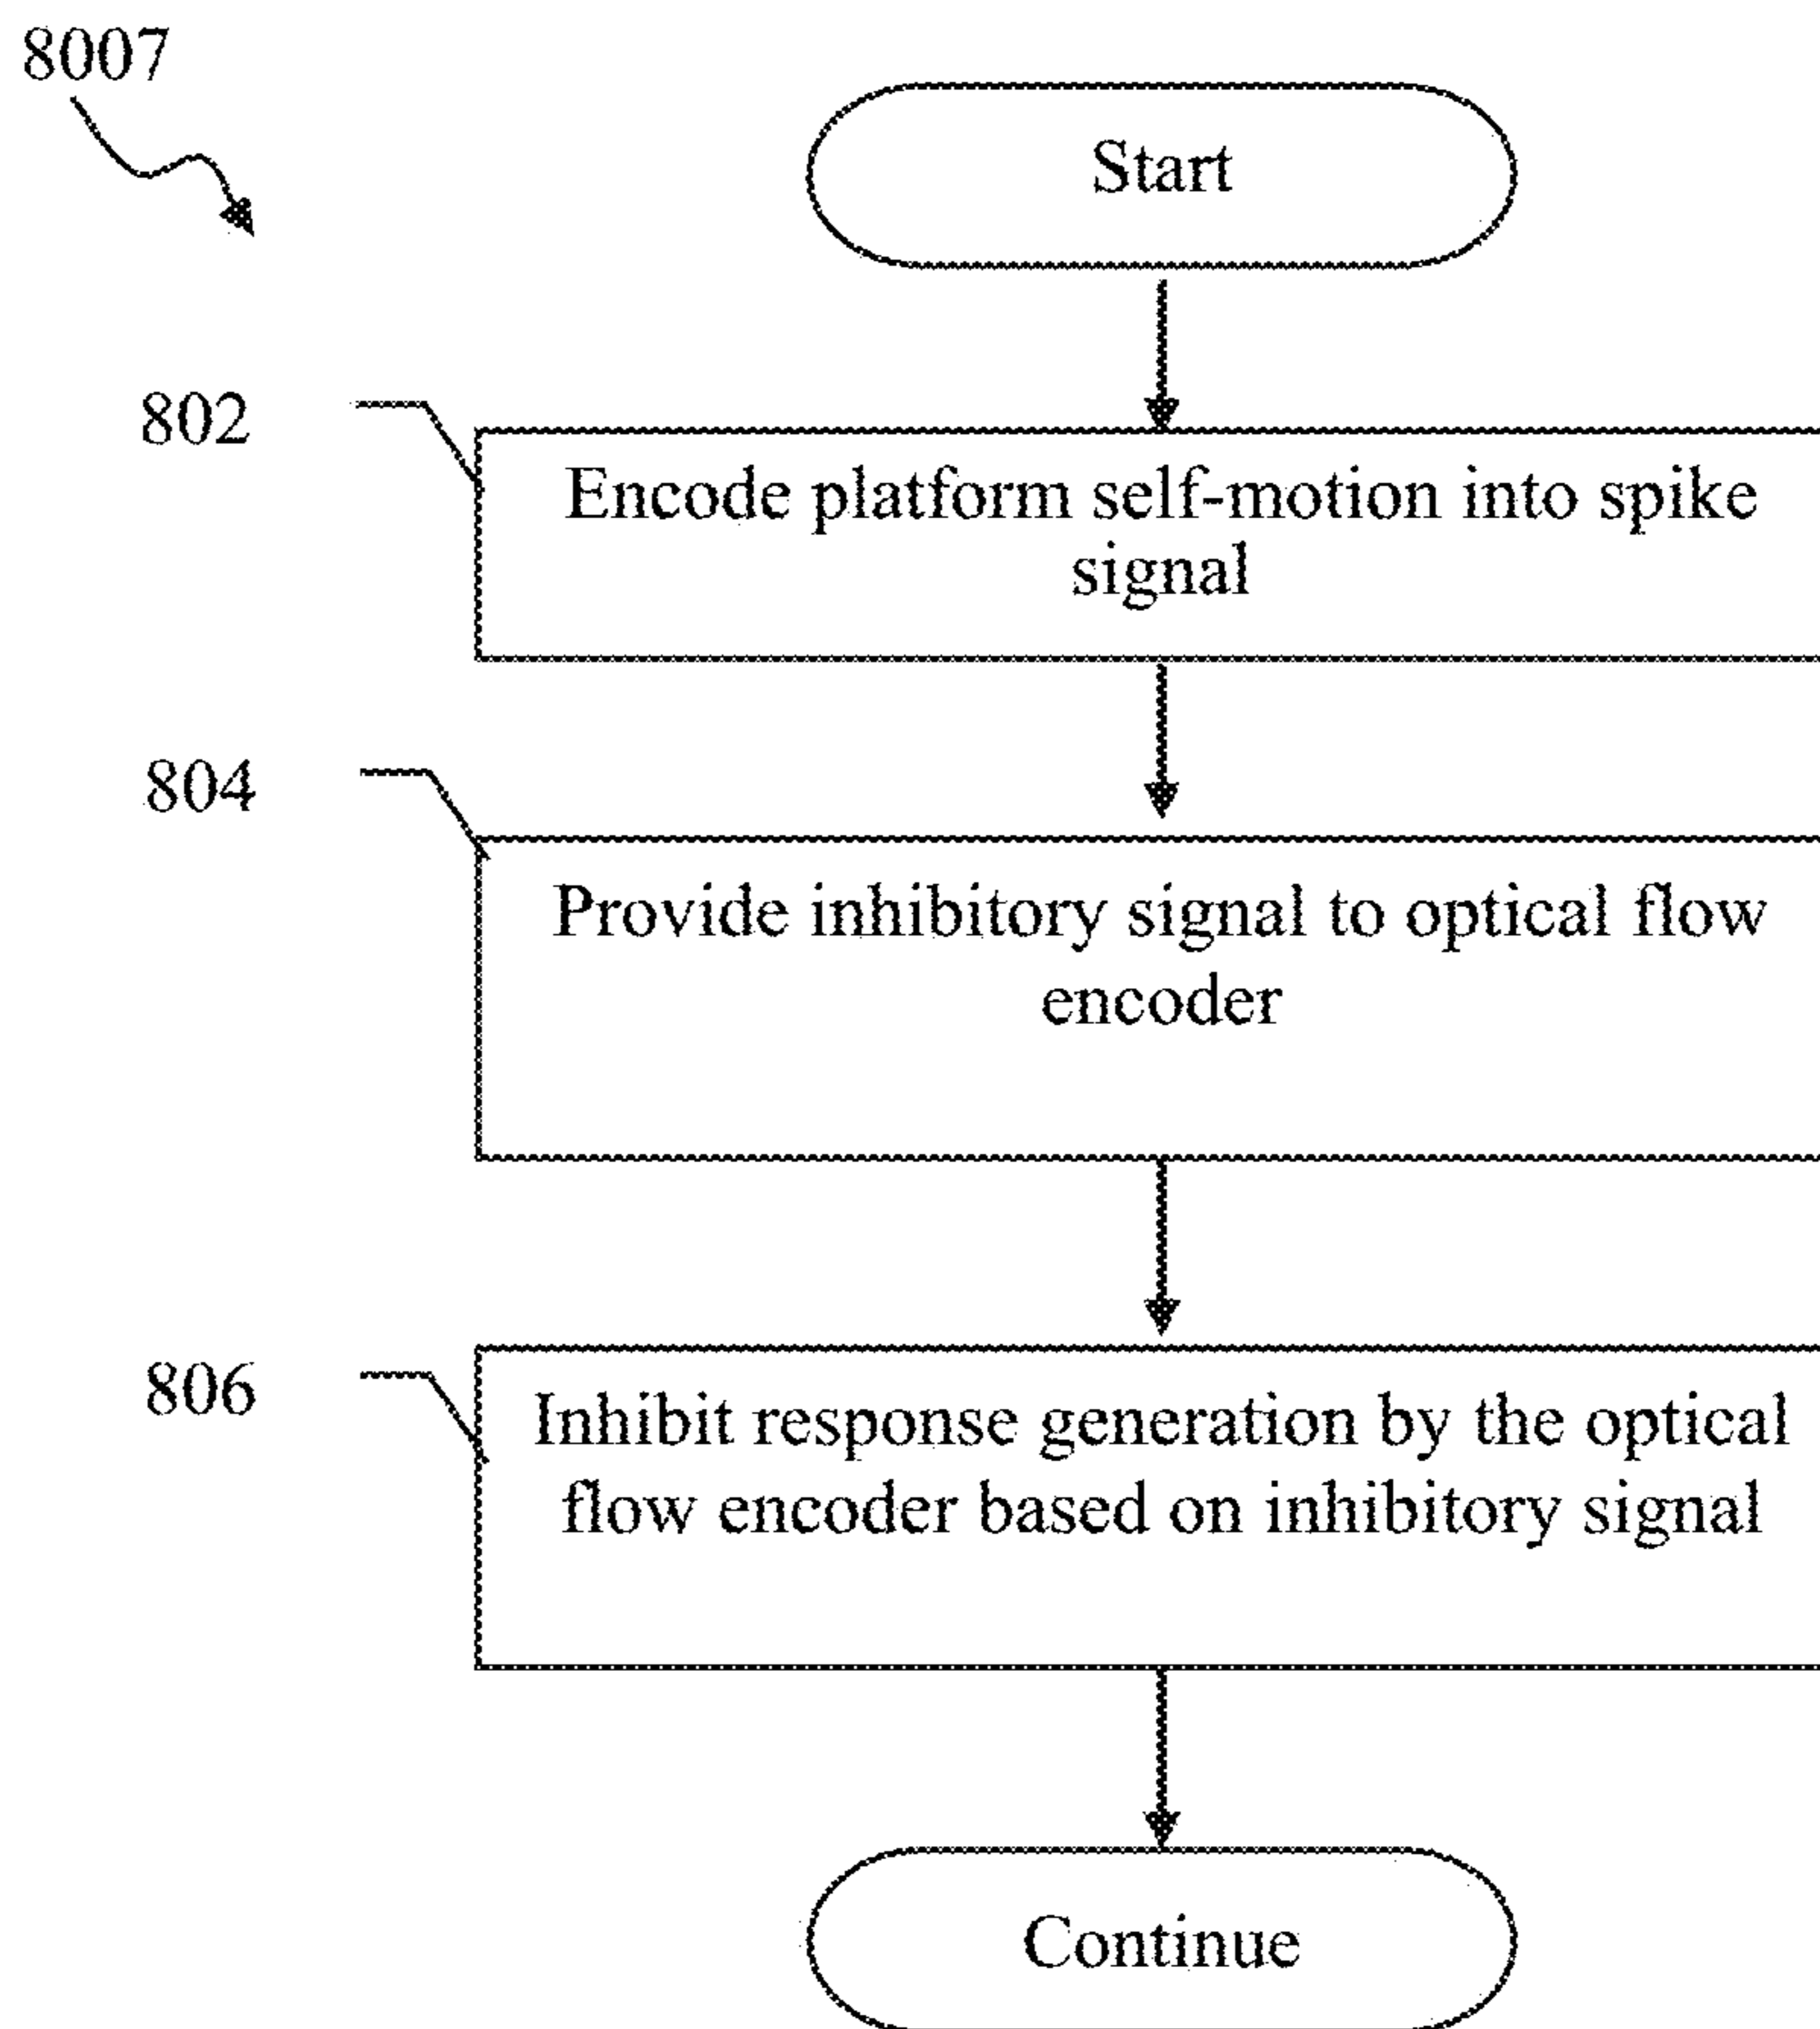 8007
Start
802
Encode platform self-motion into spike
signal
804
Provide inhibitory signal to optical flow
encoder
806
Inhibit response generation by the optical
flow encoder based on inhibitory signal
Continue